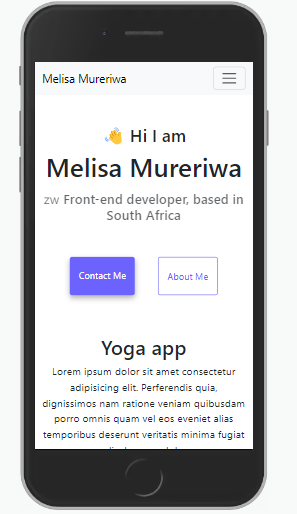 Melisa Mureriwa
👋 Hi I am
Melisa Mureriwa
zw Front-end developer, based in
South Africa
Contact Me
About Me
Yoga app
Lorem ipsum dolor sit amet consectetur
adipisicing elit. Perferendis quia,
dignissimos nam ratione veniam quibusdam
porro omnis quam vel eos eveniet alias
temporibus deserunt veritatis minima fugiat